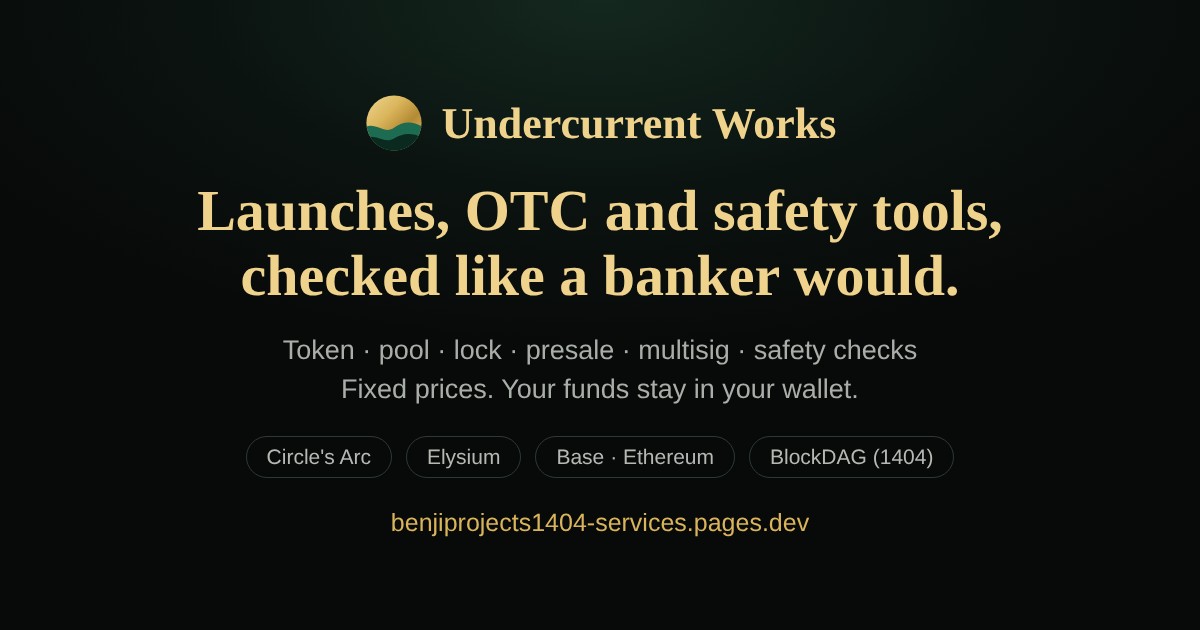 Undercurrent Works
Launches, OTC and safety tools,
checked like a banker would.
Token · pool · lock · presale · multisig · safety checks
Fixed prices. Your funds stay in your wallet.
Circle's Arc
Elysium
Base · Ethereum
BlockDAG (1404)
benjiprojects1404-services.pages.dev